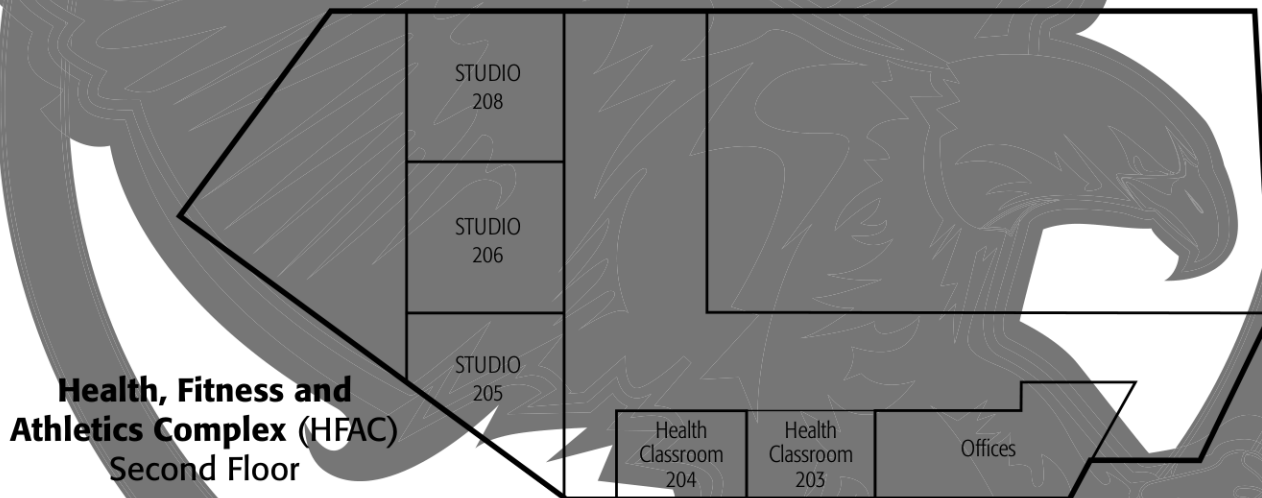 STUDIO
208
STUDIO
206
STUDIO
205
Health, Fitness and
Athletics Complex (HFAC)
Second Floor
Health
Classroom
204
Health
Classroom
203
Offices